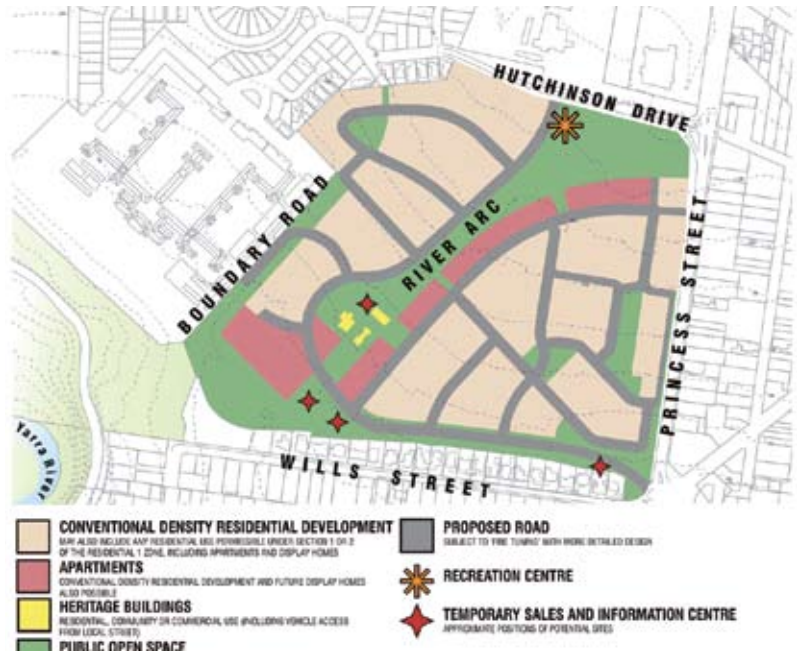 HUTCHINSON DRIVE
BOUNDARY ROAD
RIVER ARC
PRINCESS STREET
WILLS STREET
Yarra River
CONVENTIONAL DENSITY RESIDENTIAL DEVELOPMENT
MAY ALSO INCLUDE ANY RESIDENTIAL USE PERMISSIBLE UNDER SECTION 1 OR 2
OF THE RESIDENTIAL 1 ZONE, INCLUDING APARTMENTS AND DISPLAY HOMES
APARTMENTS
CONVENTIONAL DENSITY RESIDENTIAL DEVELOPMENT AND FUTURE DISPLAY HOMES
ALSO POSSIBLE
HERITAGE BUILDINGS
RESIDENTIAL, COMMUNITY OR COMMERCIAL USE (INCLUDING VEHICLE ACCESS
FROM LOCAL STREET)
PUBLIC OPEN SPACE
PROPOSED ROAD
SUBJECT TO 'FINE TUNING' WITH MORE DETAILED DESIGN
RECREATION CENTRE
TEMPORARY SALES AND INFORMATION CENTRE
APPROXIMATE POSITIONS OF POTENTIAL SITES